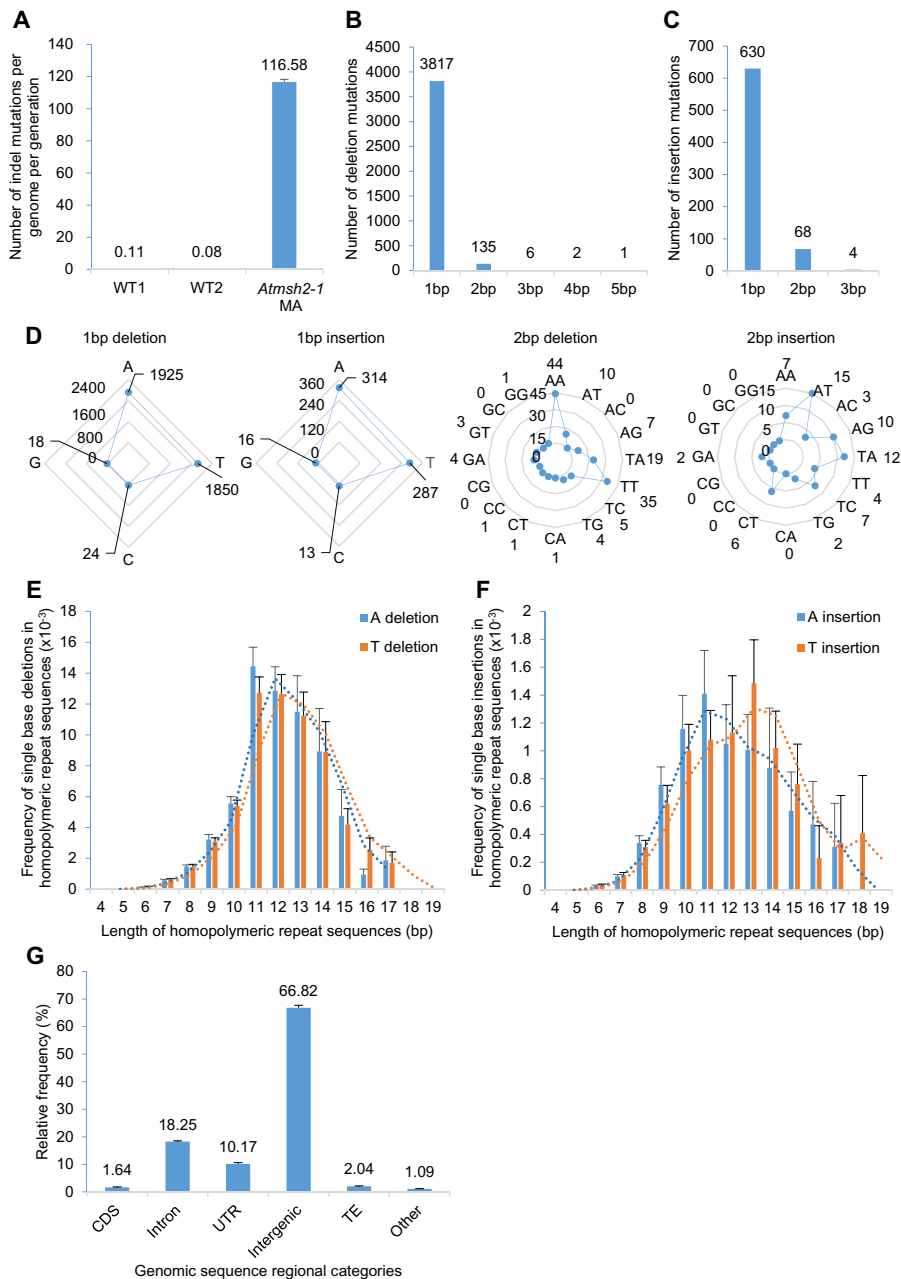 A
Number of indel mutations per
genome per generation
140
120
100
80
60
40
20
0
0.11
0.08
116.58
WT1
WT2
Atmsh2-1
MA
B
Number of deletion mutations
4500
4000
3500
3000
2500
2000
1500
1000
500
0
3817
135
6
2
1
1bp
2bp
3bp
4bp
5bp
C
Number of insertion mutations
700
600
500
400
300
200
100
0
630
68
4
1bp
2bp
3bp
D
1bp deletion
A
1925
2400
1600
800
0
18
G
T
1850
24
C
1bp insertion
A
314
360
240
120
0
16
G
T
287
13
C
2bp deletion
44
AA
10
AT
0
AC
7
AG
TA 19
TT
35
TC
5
TG
4
CA
1
CT
1
CC
1
CG
0
4 GA
GT
3
GC
0
GG
1
45
30
15
0
2bp insertion
7
AA
15
AT
3
AC
10
AG
TA 12
TT
4
TC
7
TG
2
CA
0
CT
6
CC
0
CG
0
2 GA
GT
0
GC
0
GG
0
15
10
5
0
E
Frequency of single base deletions in
homopolymeric repeat sequences (x10-3)
18
16
14
12
10
8
6
4
2
0
A deletion
T deletion
4 5 6 7 8 9 10 11 12 13 14 15 16 17 18 19
Length of homopolymeric repeat sequences (bp)
F
Frequency of single base insertions in
homopolymeric repeat sequences (x10-3)
2
1.8
1.6
1.4
1.2
1
0.8
0.6
0.4
0.2
0
A insertion
T insertion
4 5 6 7 8 9 10 11 12 13 14 15 16 17 18 19
Length of homopolymeric repeat sequences (bp)
G
Relative frequency (%)
80
70
60
50
40
30
20
10
0
1.64
18.25
10.17
66.82
2.04
1.09
CDS
Intron
UTR
Intergenic
TE
Other
Genomic sequence regional categories